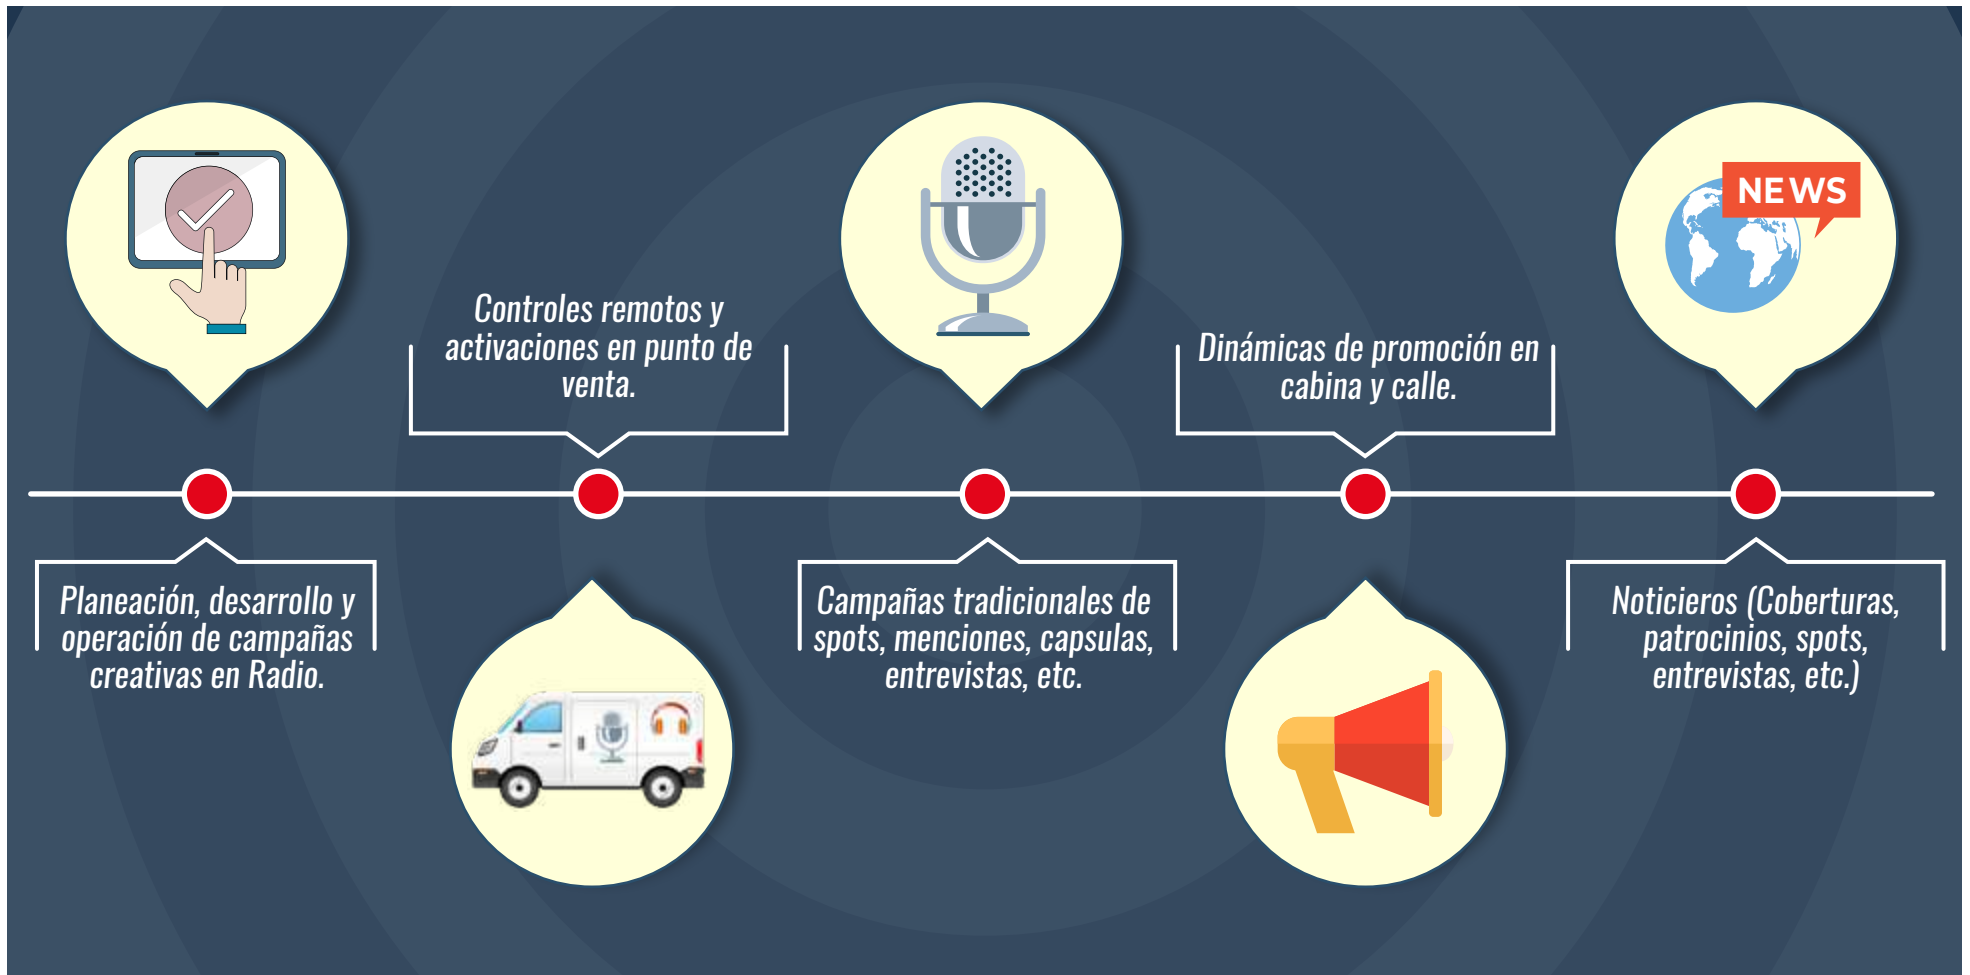 NEWS
Controles remotos y
activaciones en punto de
venta.
Dinámicas de promoción en
cabina y calle.
Planeación, desarrollo y
operación de campañas
creativas en Radio.
Campañas tradicionales de
spots, menciones, capsulas,
entrevistas, etc.
Noticieros (Coberturas,
patrocinios, spots,
entrevistas, etc.)